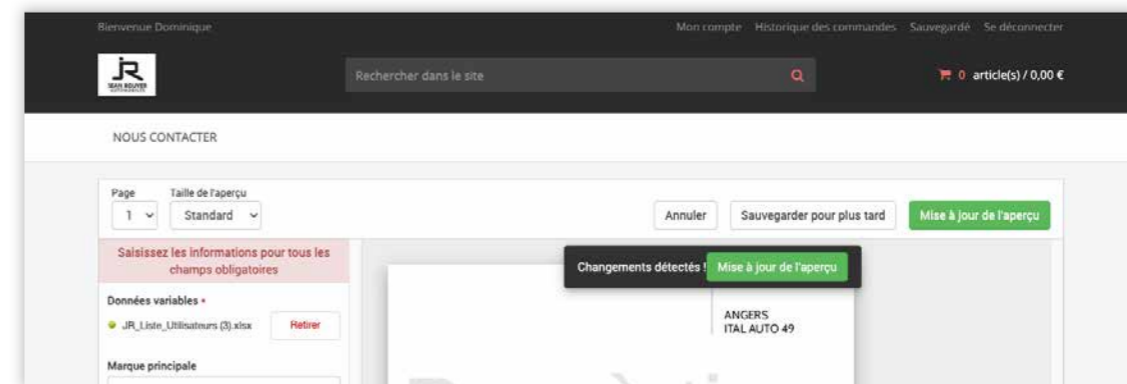 Bienvenue Dominique
Mon compte Historique des commandes Sauvegardé Se déconnecter
JR
JEAN ROUYER
AUTOMOBILES
Rechercher dans le site
0 article(s) / 0,00 €
NOUS CONTACTER
Page Taille de l'aperçu
1 Standard
Annuler Sauvegarder pour plus tard Mise à jour de l'aperçu
Saisissez les informations pour tous les
champs obligatoires
Changements détectés ! Mise à jour de l'aperçu
Données variables •
JR_Liste_Utilisateurs (3).xlsx Retirer
ANGERS
ITAL AUTO 49
Marque principale